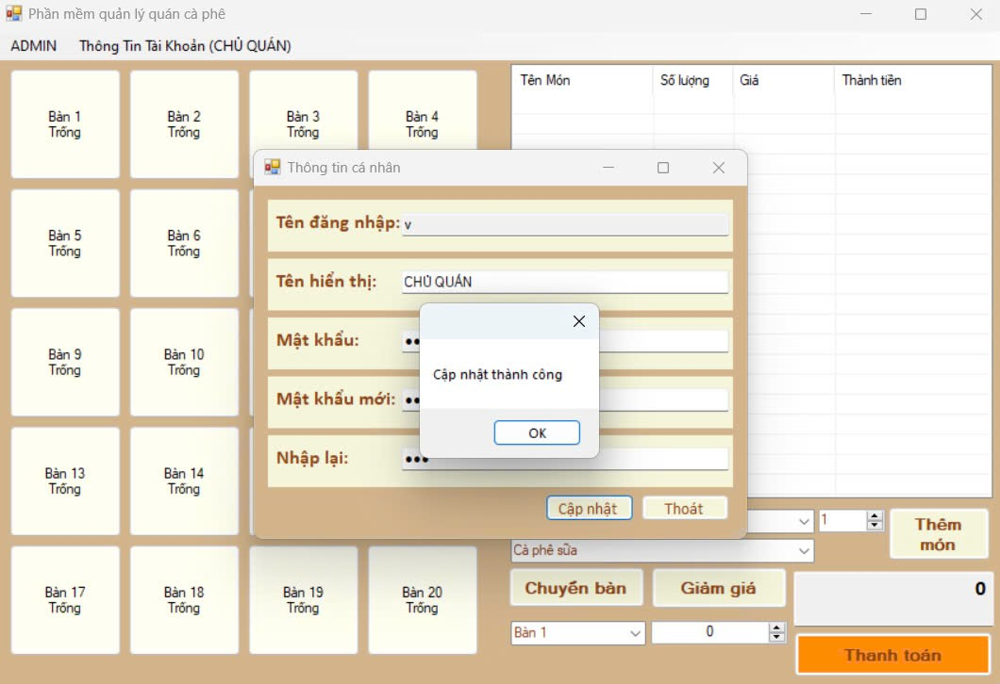 Phần mềm quản lý quán cà phê
ADMIN Thông Tin Tài Khoản (CHỦ QUÁN)
Bàn 1
Trống
Bàn 2
Trống
Bàn 3
Trống
Bàn 4
Trống
Bàn 5
Trống
Bàn 6
Trống
Bàn 9
Trống
Bàn 10
Trống
Bàn 13
Trống
Bàn 14
Trống
Bàn 17
Trống
Bàn 18
Trống
Bàn 19
Trống
Bàn 20
Trống
Tên Món Số lượng Giá Thành tiền
Thông tin cá nhân
Tên đăng nhập: v
Tên hiển thị: CHỦ QUÁN
Mật khẩu:
Mật khẩu mới:
Nhập lại:
Cập nhật thành công
OK
Cập nhật Thoát
1
Thêm
món
Cà phê sữa
Chuyển bàn Giảm giá
0
Bàn 1 0
Thanh toán